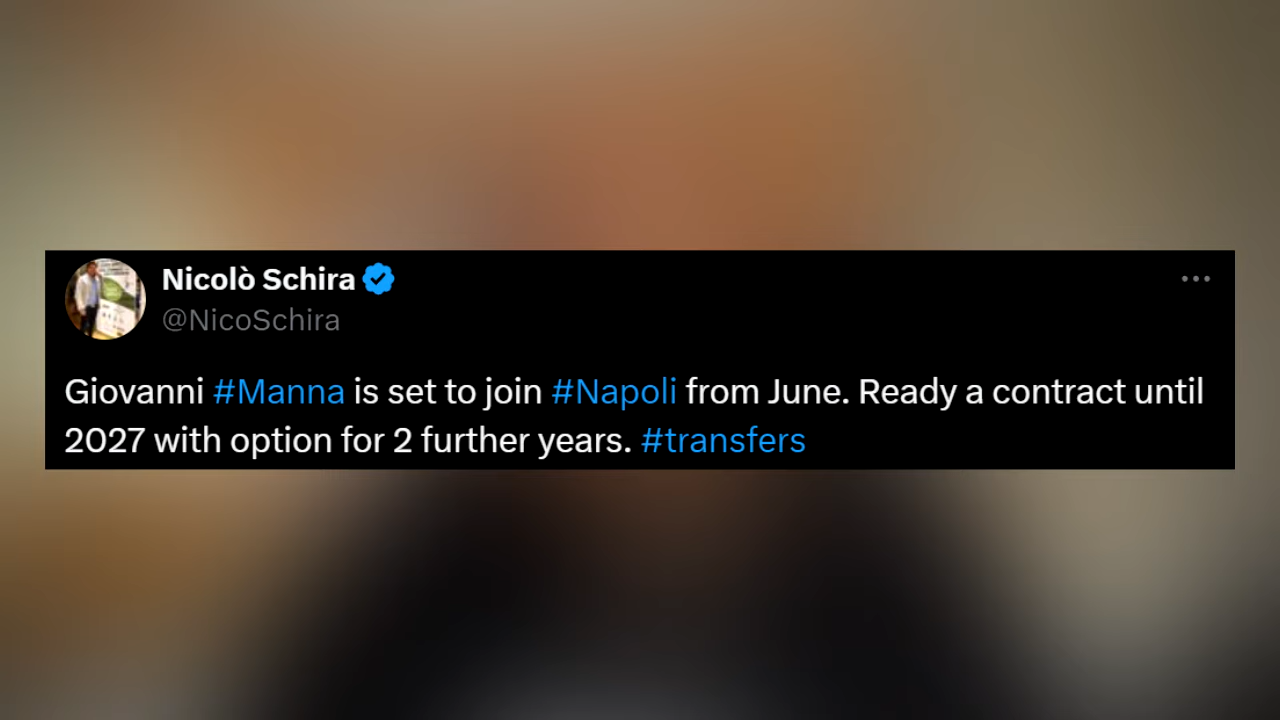 Nicolò Schira
@NicoSchira
Giovanni #Manna is set to join #Napoli from June. Ready a contract until
2027 with option for 2 further years. #transfers